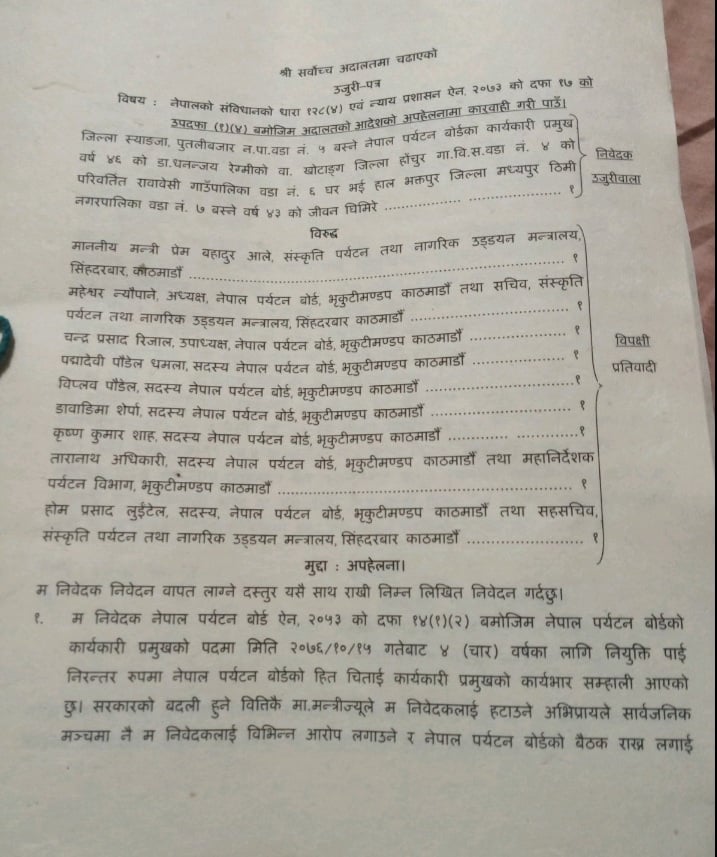 श्री सर्वोच्च अदालतमा चढाएको
उजुरी-पत्र
विषय : नेपालको संविधानको धारा १२८(४) एवं न्याय प्रशासन ऐन, २०७३ को दफा १७ को
उपदफा (१)(४) बमोजिम अदालतको आदेशको अपहेलनामा कारवाही गरी पाउँ।
जिल्ला स्याङजा, पुतलीबजार न.पा.वडा नं. ५ बस्ने नेपाल पर्यटन बोर्डका कार्यकारी प्रमुख
वर्ष ४६ को डा.धनन्जय रेग्मीको वा. खोटाङ्ग जिल्ला हौंचुर गा.वि.स.वडा नं. ४ को
परिवर्तित रावावेसी गाउँपालिका वडा नं. ६ घर भई हाल भक्तपुर जिल्ला मध्यपुर ठिमी
नगरपालिका वडा नं. ७ बस्ने वर्ष ४३ को जीवन घिमिरे ........................................ १
निवेदक
उजुरीवाला
विरुद्ध
माननीय मन्त्री प्रेम बहादुर आले, संस्कृति पर्यटन तथा नागरिक उड्डयन मन्त्रालय,
सिंहदरबार, काठमाडौँ ........................................ १
महेश्वर न्यौपाने, अध्यक्ष, नेपाल पर्यटन बोर्ड, भृकुटीमण्डप काठमाडौँ तथा सचिव, संस्कृति
पर्यटन तथा नागरिक उड्डयन मन्त्रालय, सिंहदरबार काठमाडौँ ........................ १
चन्द्र प्रसाद रिजाल, उपाध्यक्ष, नेपाल पर्यटन बोर्ड, भृकुटीमण्डप काठमाडौँ ................ १
पद्मादेवी पौडेल धमला, सदस्य नेपाल पर्यटन बोर्ड, भृकुटीमण्डप काठमाडौँ ................ १
विप्लव पौडेल, सदस्य नेपाल पर्यटन बोर्ड, भृकुटीमण्डप काठमाडौँ ........................ १
डावाडिमा शेर्पा, सदस्य नेपाल पर्यटन बोर्ड, भृकुटीमण्डप काठमाडौँ ........................ १
कृष्ण कुमार शाह, सदस्य नेपाल पर्यटन बोर्ड, भृकुटीमण्डप काठमाडौँ ........................ १
तारानाथ अधिकारी, सदस्य नेपाल पर्यटन बोर्ड, भृकुटीमण्डप काठमाडौँ तथा महानिर्देशक
पर्यटन विभाग, भृकुटीमण्डप काठमाडौँ ........................................ १
होम प्रसाद लुईटेल, सदस्य, नेपाल पर्यटन बोर्ड, भृकुटीमण्डप काठमाडौँ तथा सहसचिव,
संस्कृति पर्यटन तथा नागरिक उड्डयन मन्त्रालय, सिंहदरबार काठमाडौँ ........................ १
विपक्षी
प्रतिवादी
मुद्दा : अपहेलना।
म निवेदक निवेदन वापत लाग्ने दस्तुर यसै साथ राखी निम्न लिखित निवेदन गर्दछु।
१. म निवेदक नेपाल पर्यटन बोर्ड ऐन, २०५३ को दफा १४(१)(२) बमोजिम नेपाल पर्यटन बोर्डको
कार्यकारी प्रमुखको पदमा मिति २०७६/१०/१५ गतेबाट ४ (चार) वर्षका लागि नियुक्ति पाई
निरन्तर रुपमा नेपाल पर्यटन बोर्डको हित चिताई कार्यकारी प्रमुखको कार्यभार सम्हाली आएको
छु। सरकारको बदली हुने वित्तिकै मा.मन्त्रीज्यूले म निवेदकलाई हटाउने अभिप्रायले सार्वजनिक
मञ्चमा नै म निवेदकलाई विभिन्न आरोप लगाउने र नेपाल पर्यटन बोर्डको बैठक राख्न लगाई